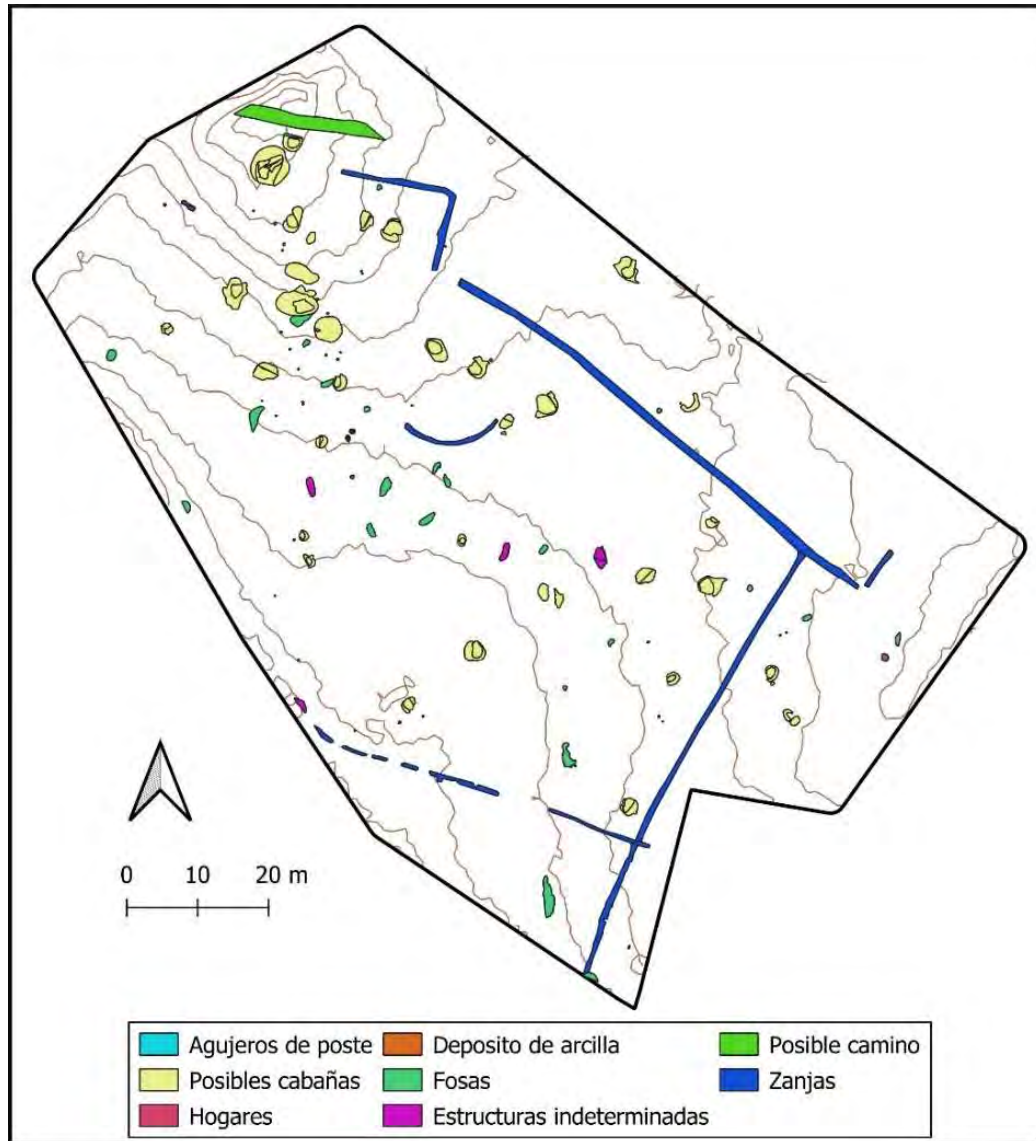 0 10 20 m
Agujeros de poste Deposito de arcilla Posible camino
Posibles cabañas Fosas Zanjas
Hogares Estructuras indeterminadas